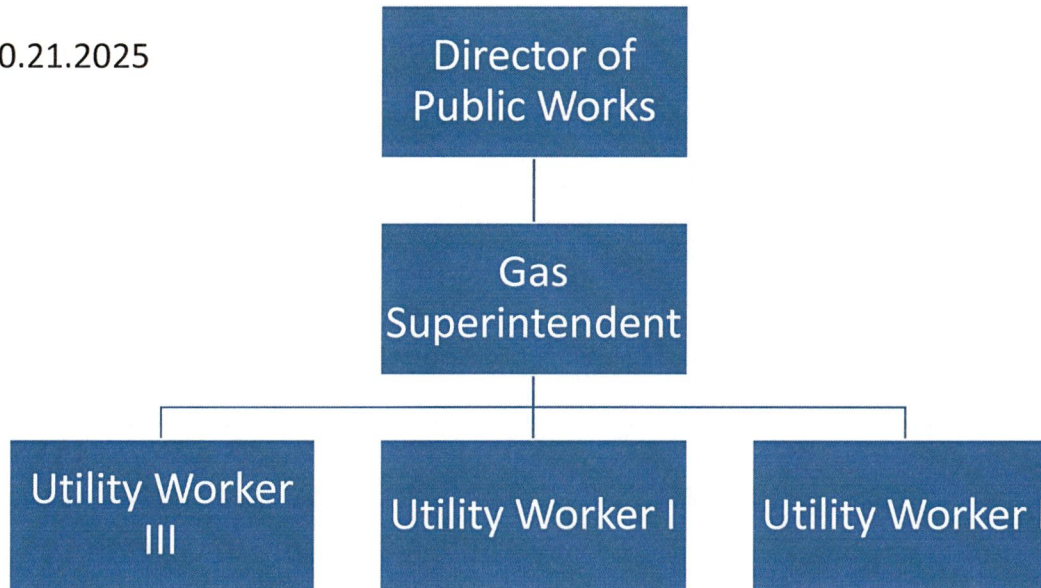 0.21.2025
Director of
Public Works
Gas
Superintendent
Utility Worker
III
Utility Worker I
Utility Worker